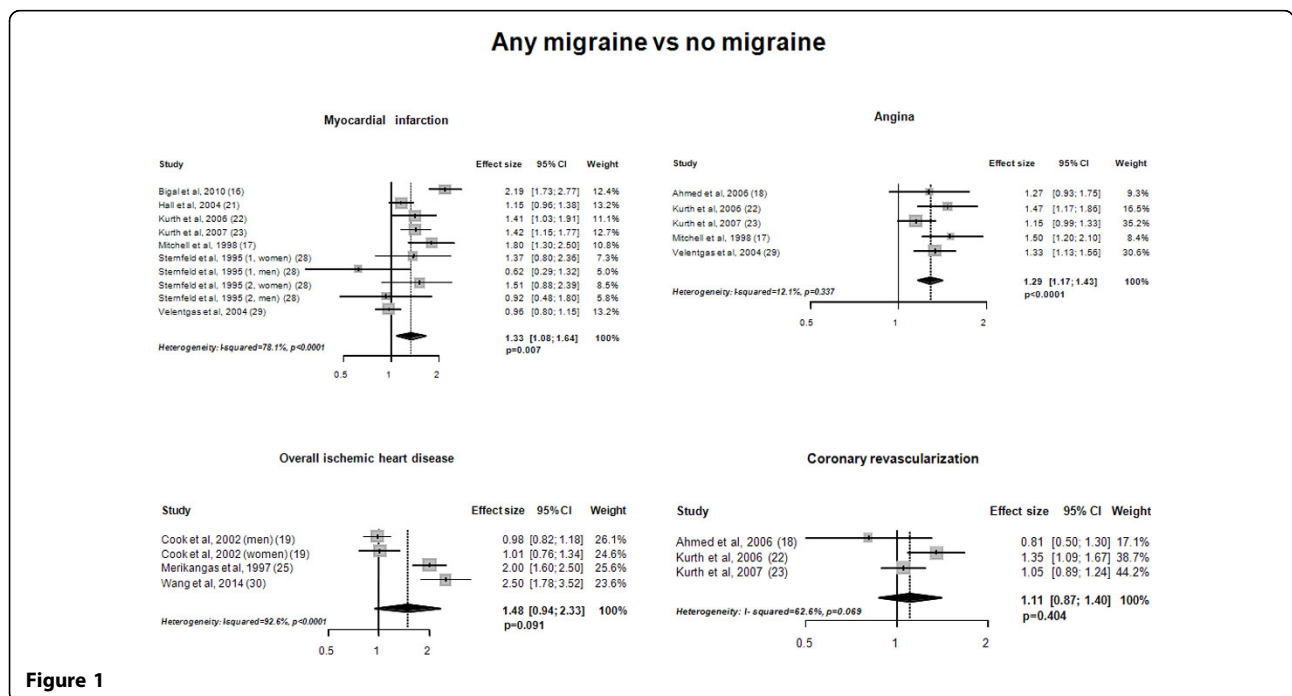 Any migraine vs no migraine
Myocardial infarction
Study Effect size 95% CI Weight
Bigal et al, 2010 (16) 2.19 [1.73; 2.77] 12.4%
Hall et al, 2004 (21) 1.15 [0.96; 1.38] 13.2%
Kurth et al, 2006 (22) 1.41 [1.03; 1.91] 11.1%
Kurth et al, 2007 (23) 1.42 [1.15; 1.77] 12.7%
Mitchell et al, 1998 (17) 1.80 [1.30; 2.50] 10.8%
Sternfeld et al, 1995 (1, women) (28) 1.37 [0.80; 2.36] 7.3%
Sternfeld et al, 1995 (1, men) (28) 0.62 [0.29; 1.32] 5.0%
Sternfeld et al, 1995 (2, women) (28) 1.51 [0.88; 2.39] 8.5%
Sternfeld et al, 1995 (2, men) (28) 0.92 [0.48; 1.80] 5.8%
Velentgas et al, 2004 (29) 0.95 [0.80; 1.15] 13.2%
1.33 [1.08; 1.64] 100%
Heterogeneity: I-squared=78.1%, p<0.0001 p=0.007
0.5 1 2
Angina
Study Effect size 95% CI Weight
Ahmed et al, 2006 (18) 1.27 [0.93; 1.75] 9.3%
Kurth et al, 2006 (22) 1.47 [1.17; 1.86] 16.5%
Kurth et al, 2007 (23) 1.15 [0.99; 1.33] 35.2%
Mitchell et al, 1998 (17) 1.50 [1.20; 2.10] 8.4%
Velentgas et al, 2004 (29) 1.33 [1.13; 1.56] 30.6%
1.29 [1.17; 1.43] 100%
Heterogeneity: I-squared=12.1%, p=0.337 p<0.0001
0.5 1 2
Overall ischemic heart disease
Study Effect size 95% CI Weight
Cook et al, 2002 (men) (19) 0.98 [0.82; 1.18] 26.1%
Cook et al, 2002 (women) (19) 1.01 [0.76; 1.34] 24.6%
Merikangas et al, 1997 (25) 2.00 [1.60; 2.50] 25.6%
Wang et al, 2014 (30) 2.50 [1.78; 3.52] 23.6%
1.48 [0.94; 2.33] 100%
Heterogeneity: I-squared=92.6%, p<0.0001 p=0.091
0.5 1 2
Coronary revascularization
Study Effect size 95% CI Weight
Ahmed et al, 2006 (18) 0.81 [0.50; 1.30] 17.1%
Kurth et al, 2006 (22) 1.35 [1.09; 1.67] 38.7%
Kurth et al, 2007 (23) 1.05 [0.89; 1.24] 44.2%
1.11 [0.87; 1.40] 100%
Heterogeneity: I- squared=62.6%, p=0.069 p=0.404
0.5 1 2
Figure 1